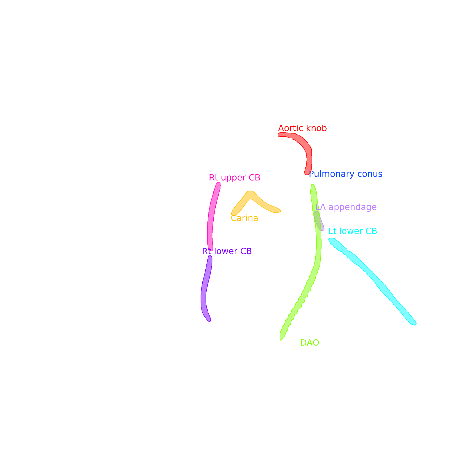 Aortic knob
Rt upper CB
Pulmonary conus
LA appendage
Carina
Lt lower CB
Rt lower CB
DAO